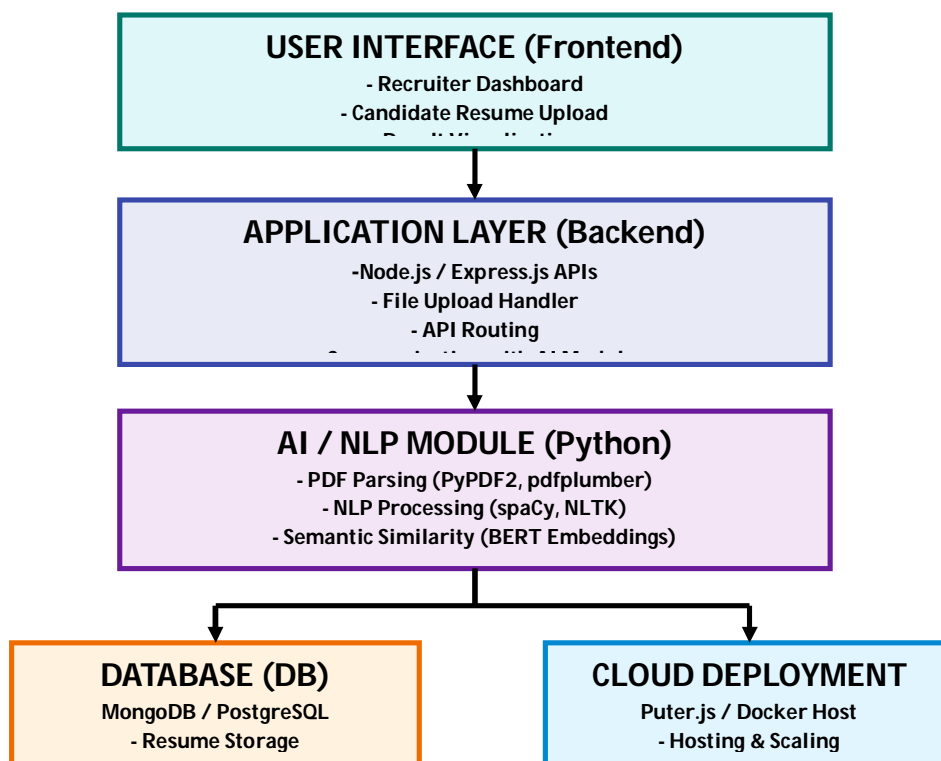 USER INTERFACE (Frontend)
- Recruiter Dashboard
- Candidate Resume Upload
APPLICATION LAYER (Backend)
-Node.js / Express.js APIs
- File Upload Handler
- API Routing
AI / NLP MODULE (Python)
- PDF Parsing (PyPDF2, pdfplumber)
- NLP Processing (spaCy, NLTK)
- Semantic Similarity (BERT Embeddings)
DATABASE (DB)
MongoDB / PostgreSQL
- Resume Storage
CLOUD DEPLOYMENT
Puter.js / Docker Host
- Hosting & Scaling